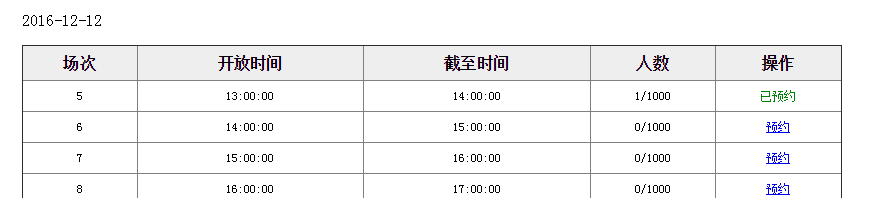 2016-12-12
场次 开放时间 截至时间 人数 操作
5 13:00:00 14:00:00 1/1000 已预约
6 14:00:00 15:00:00 0/1000 预约
7 15:00:00 16:00:00 0/1000 预约
8 16:00:00 17:00:00 0/1000 预约